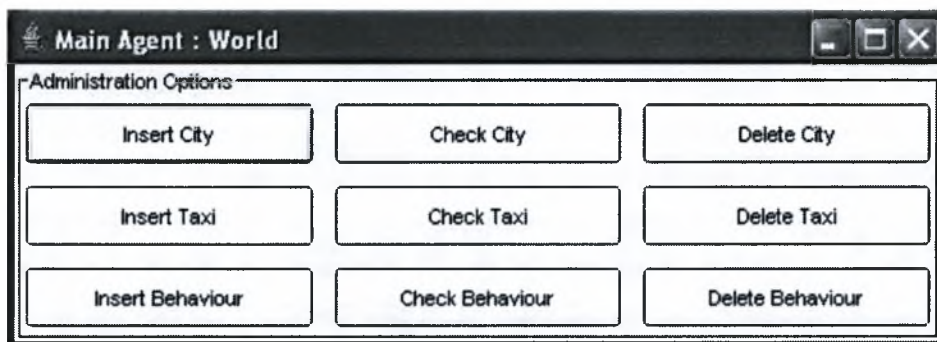 Main Agent : World
Administration Options
Insert City Check City Delete City
Insert Taxi Check Taxi Delete Taxi
Insert Behaviour Check Behaviour Delete Behaviour